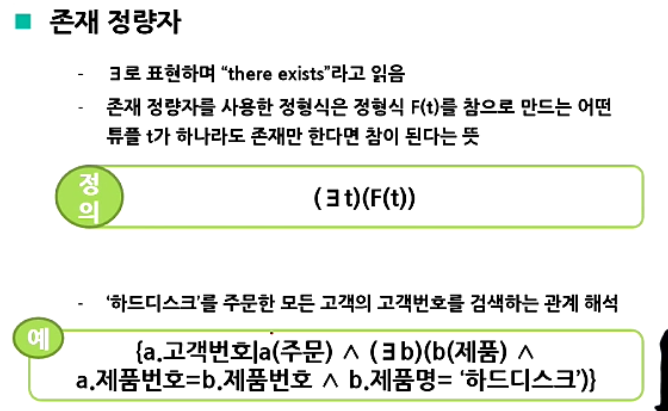 존재 정량자
- ∃로 표현하며 “there exists”라고 읽음
- 존재 정량자를 사용한 정형식은 정형식 F(t)를 참으로 만드는 어떤
튜플 t가 하나라도 존재만 한다면 참이 된다는 뜻
정
의
(∃t)(F(t))
- ‘하드디스크’를 주문한 모든 고객의 고객번호를 검색하는 관계 해석
예
{a.고객번호|a(주문) ∧ (∃b)(b(제품) ∧
a.제품번호=b.제품번호 ∧ b.제품명= ‘하드디스크’)}